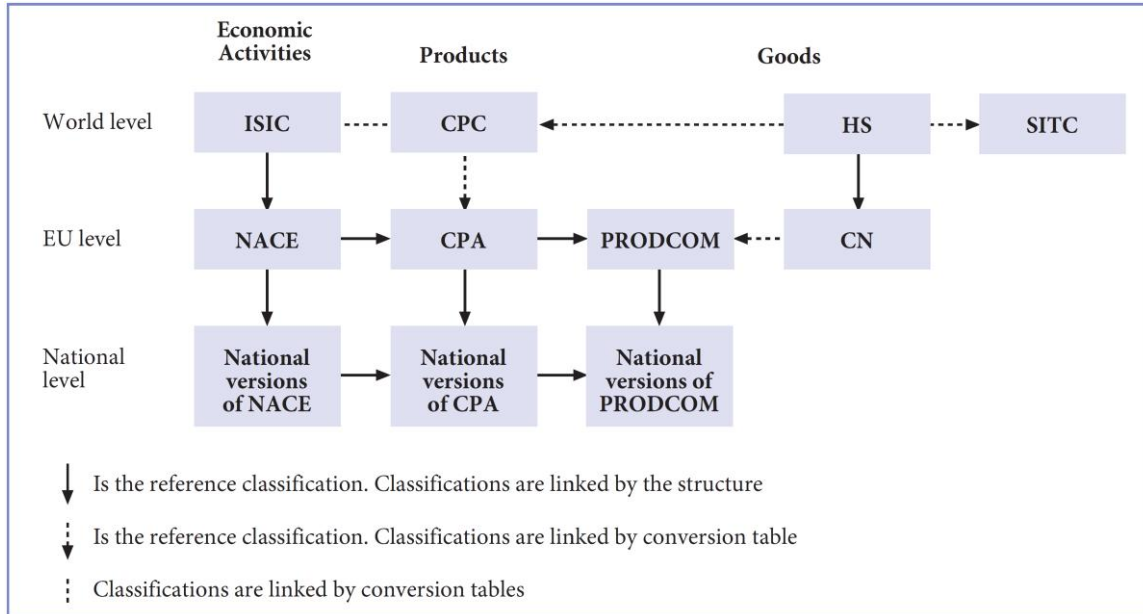 Economic
Activities
Products
Goods
World level
ISIC
CPC
HS
SITC
EU level
NACE
CPA
PRODCOM
CN
National
level
National
versions
of NACE
National
versions
of CPA
National
versions of
PRODCOM
Is the reference classification. Classifications are linked by the structure
Is the reference classification. Classifications are linked by conversion table
Classifications are linked by conversion tables